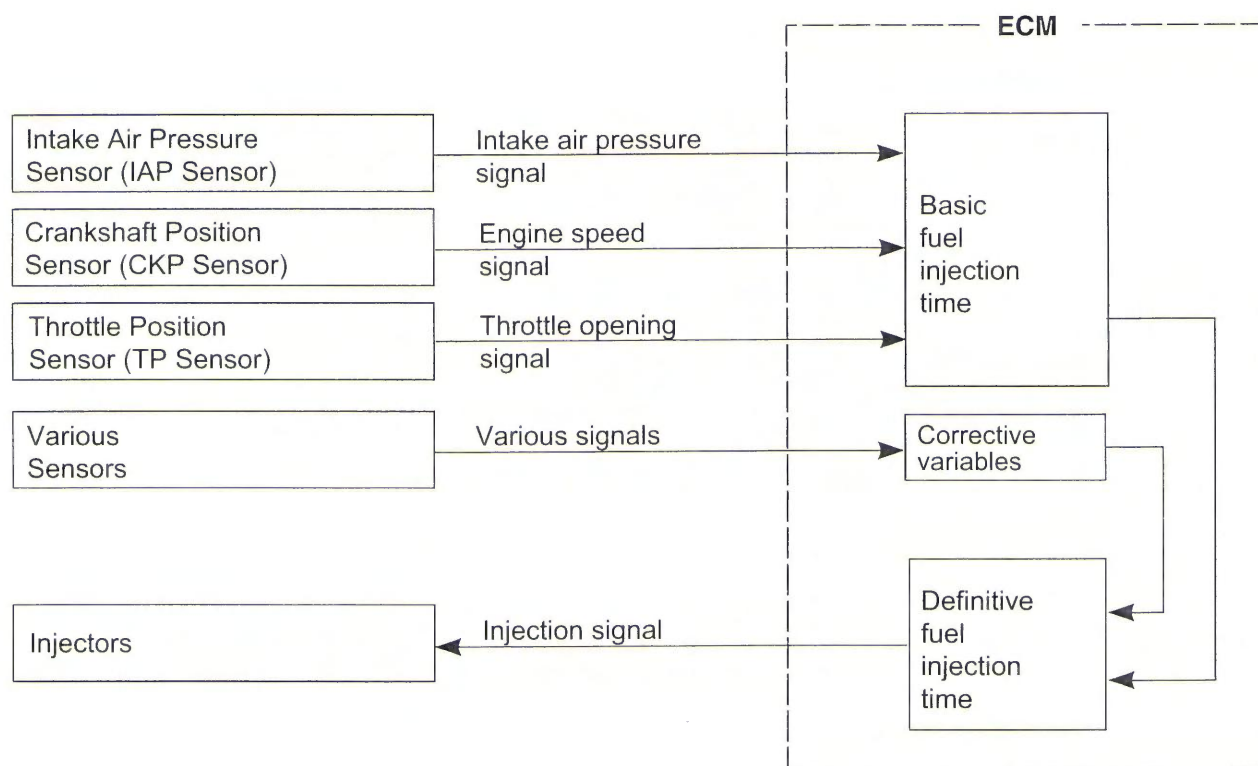 ECM
Intake Air Pressure
Sensor (IAP Sensor)
Intake air pressure
signal
Crankshaft Position
Sensor (CKP Sensor)
Engine speed
signal
Throttle Position
Sensor (TP Sensor)
Throttle opening
signal
Basic
fuel
injection
time
Various
Sensors
Various signals
Corrective
variables
Injectors
Injection signal
Definitive
fuel
injection
time